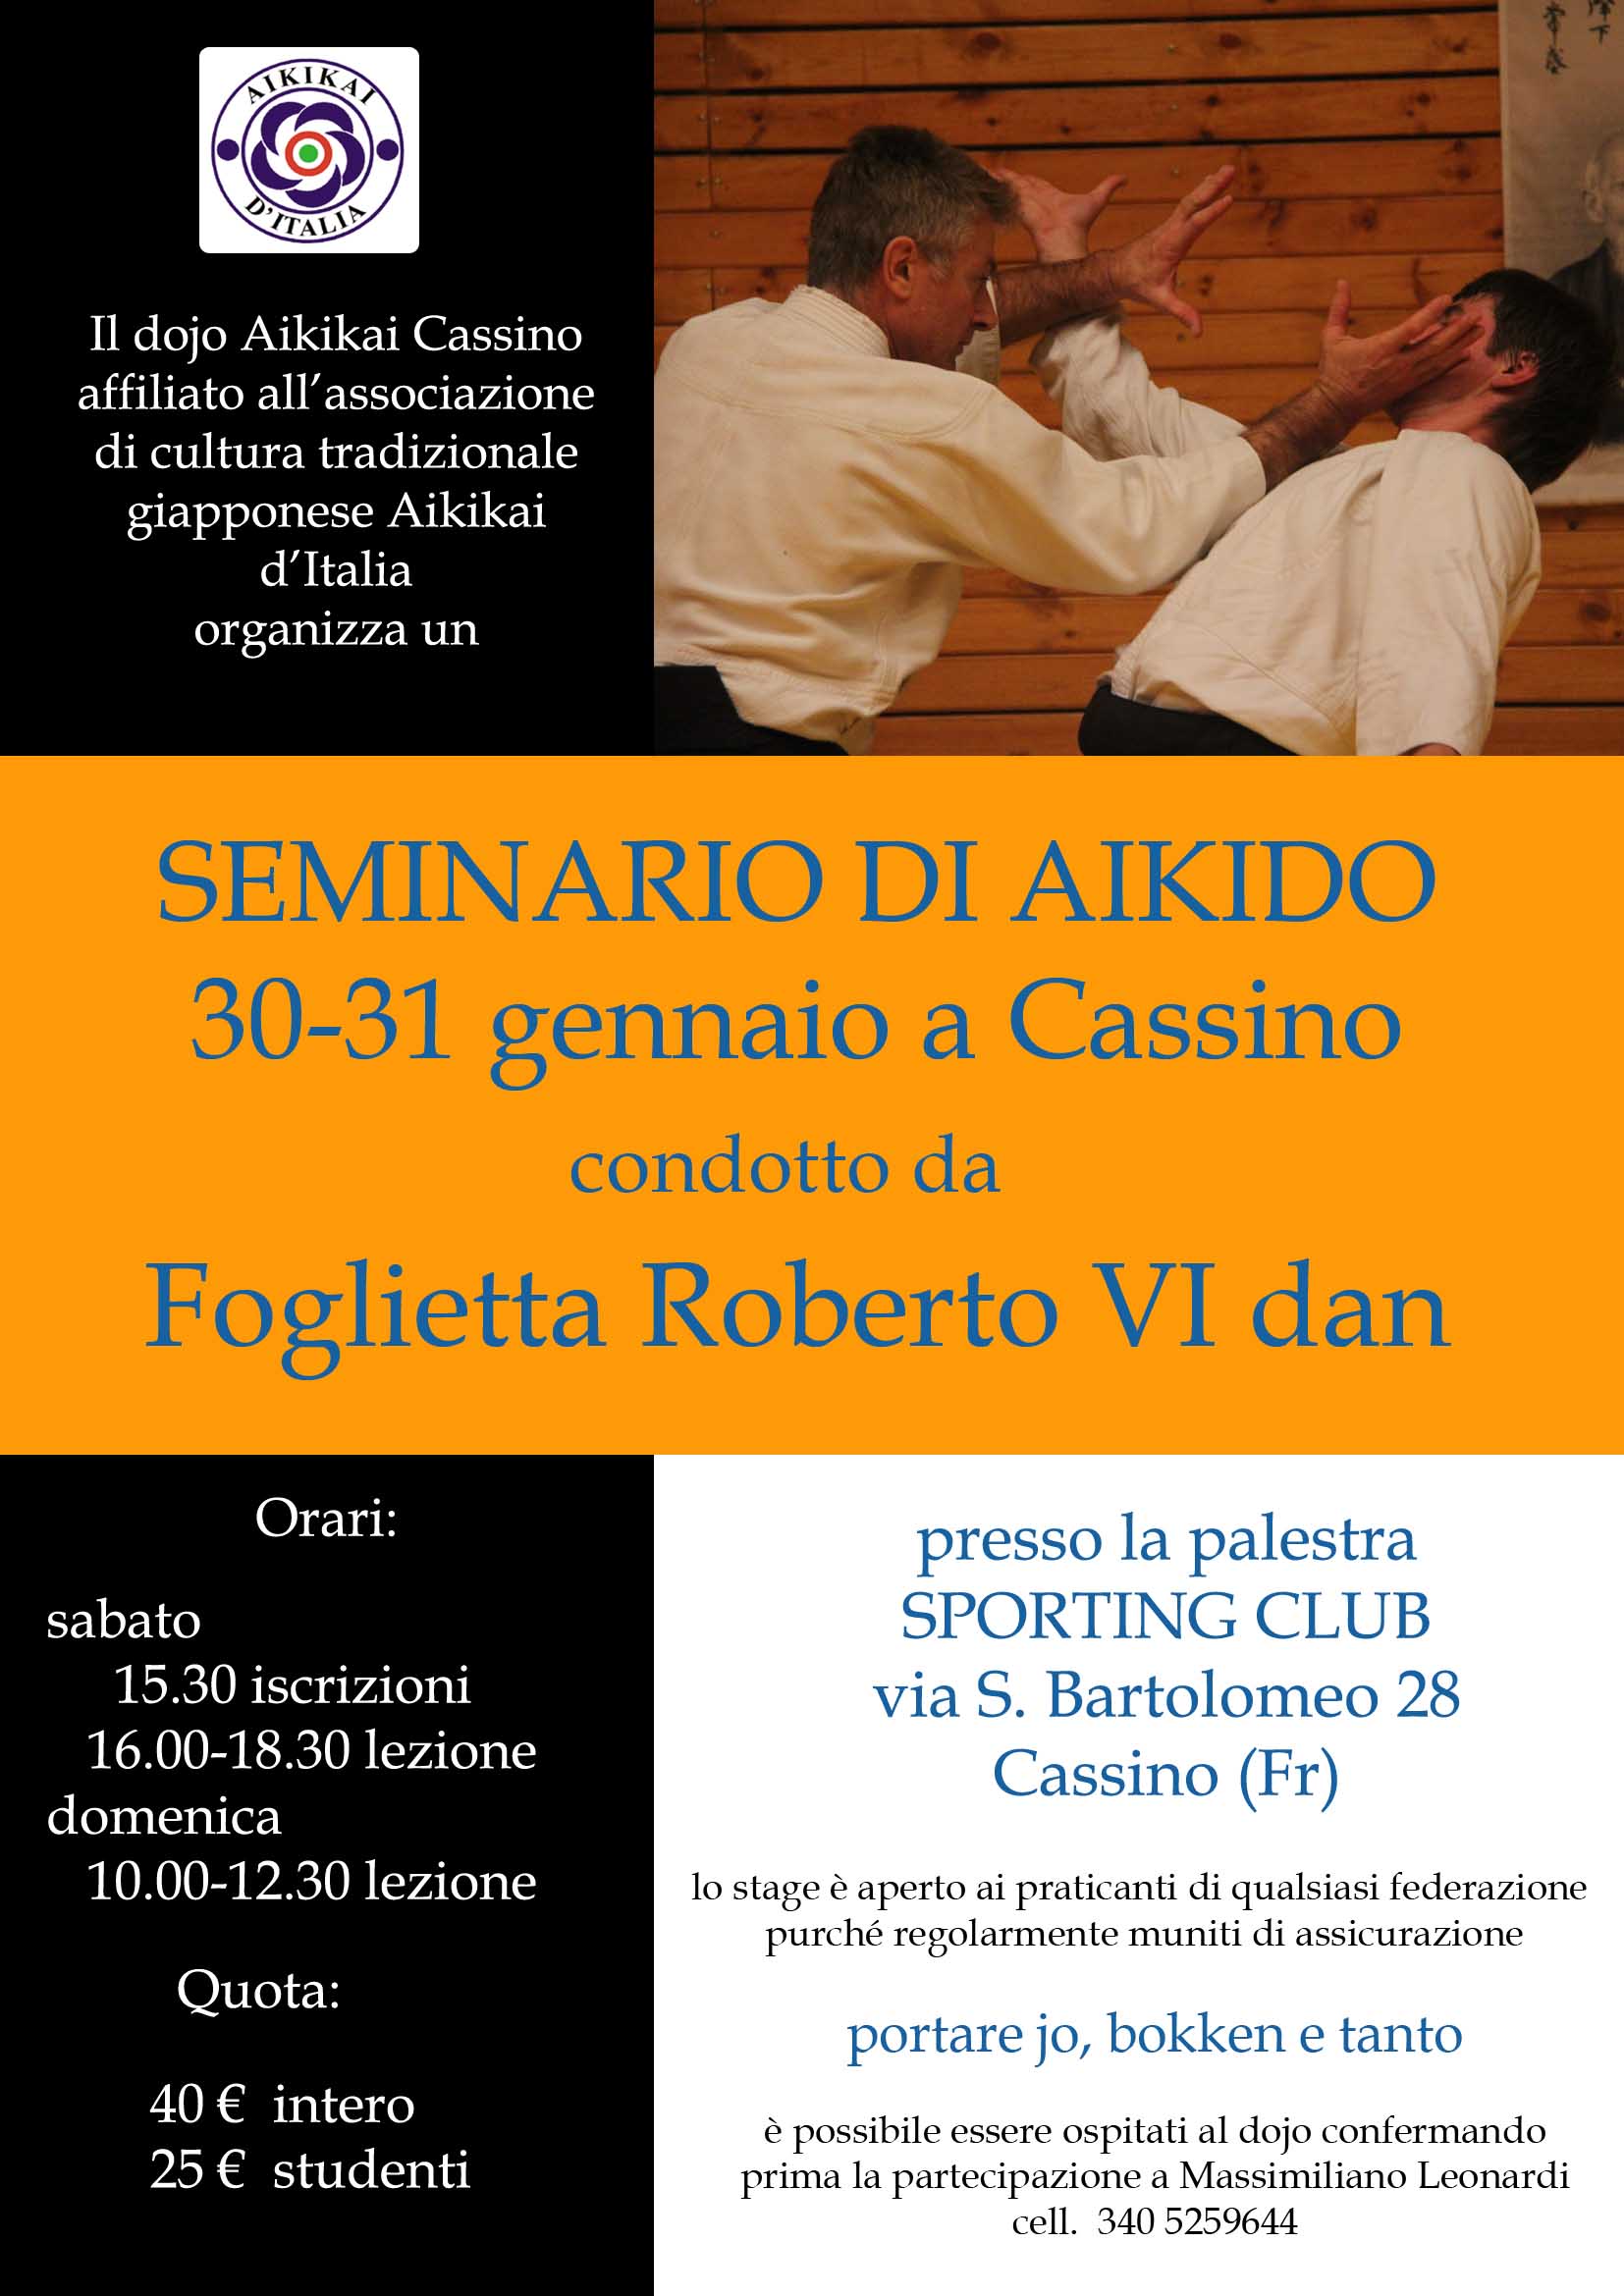 AIKIKAI
D'ITALIA
Il dojo Aikikai Cassino
affiliato all’associazione
di cultura tradizionale
giapponese Aikikai
d’Italia
organizza un
SEMINARIO DI AIKIDO
30-31 gennaio a Cassino
condotto da
Foglietta Roberto VI dan
Orari:
sabato
15.30 iscrizioni
16.00-18.30 lezione
domenica
10.00-12.30 lezione
Quota:
40 € intero
25 € studenti
presso la palestra
SPORTING CLUB
via S. Bartolomeo 28
Cassino (Fr)
lo stage è aperto ai praticanti di qualsiasi federazione
purché regolarmente muniti di assicurazione
portare jo, bokken e tanto
è possibile essere ospitati al dojo confermando
prima la partecipazione a Massimiliano Leonardi
cell. 340 5259644